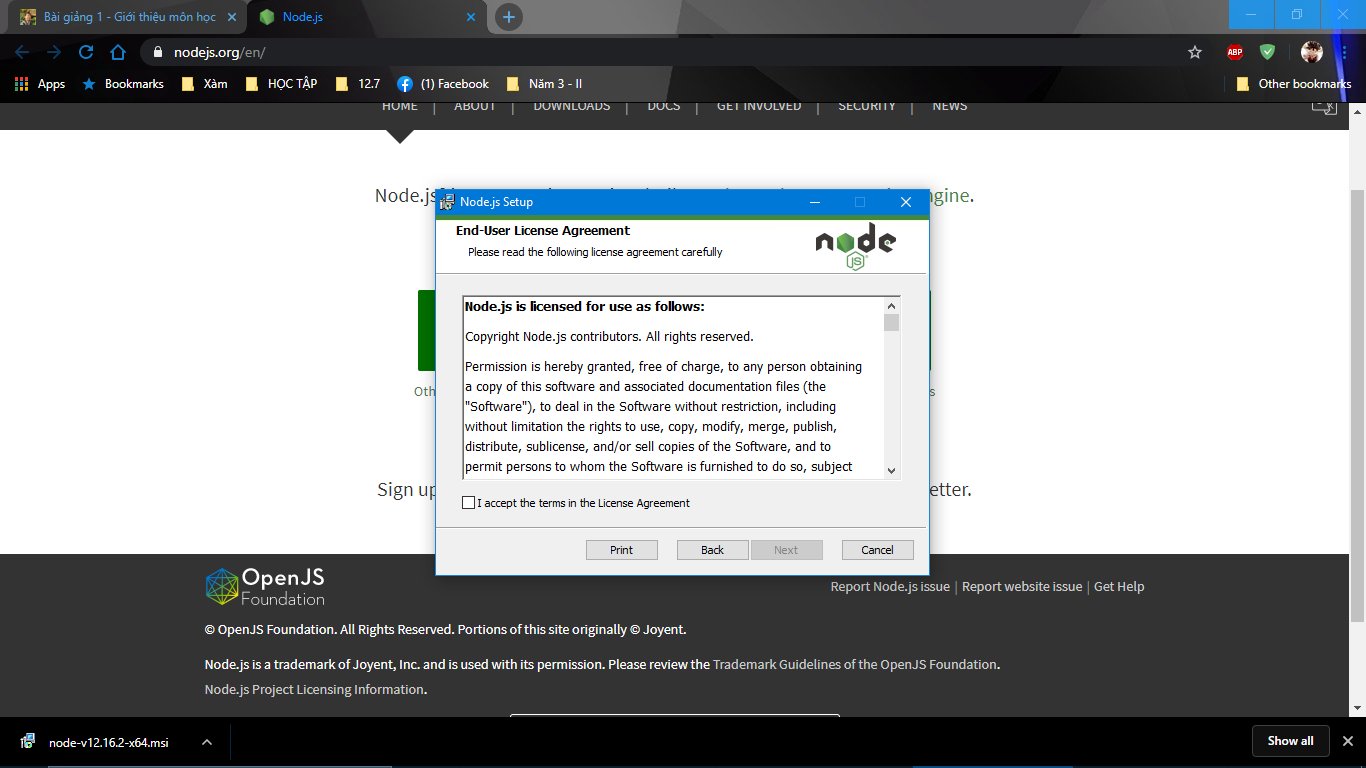 Bài giảng 1 - Giới thiệu môn học
Node.js
nodejs.org/en/
ABP
Apps
Bookmarks
Xàm
HỌC TẬP
12.7
(1) Facebook
Năm 3 - II
Other bookmarks
HOME | ABOUT | DOWNLOADS | DOCS | GET INVOLVED | SECURITY | NEWS
Node.js
ngine.
Node.js Setup
End-User License Agreement
Please read the following license agreement carefully
node
JS
Node.js is licensed for use as follows:
Copyright Node.js contributors. All rights reserved.
Permission is hereby granted, free of charge, to any person obtaining
a copy of this software and associated documentation files (the
"Software"), to deal in the Software without restriction, including
without limitation the rights to use, copy, modify, merge, publish,
distribute, sublicense, and/or sell copies of the Software, and to
permit persons to whom the Software is furnished to do so, subject
Oth
s
Sign up
etter.
I accept the terms in the License Agreement
Print
Back
Next
Cancel
OpenJS
Foundation
Report Node.js issue | Report website issue | Get Help
© OpenJS Foundation. All Rights Reserved. Portions of this site originally © Joyent.
Node.js is a trademark of Joyent, Inc. and is used with its permission. Please review the Trademark Guidelines of the OpenJS Foundation.
Node.js Project Licensing Information.
node-v12.16.2-x64.msi
Show all